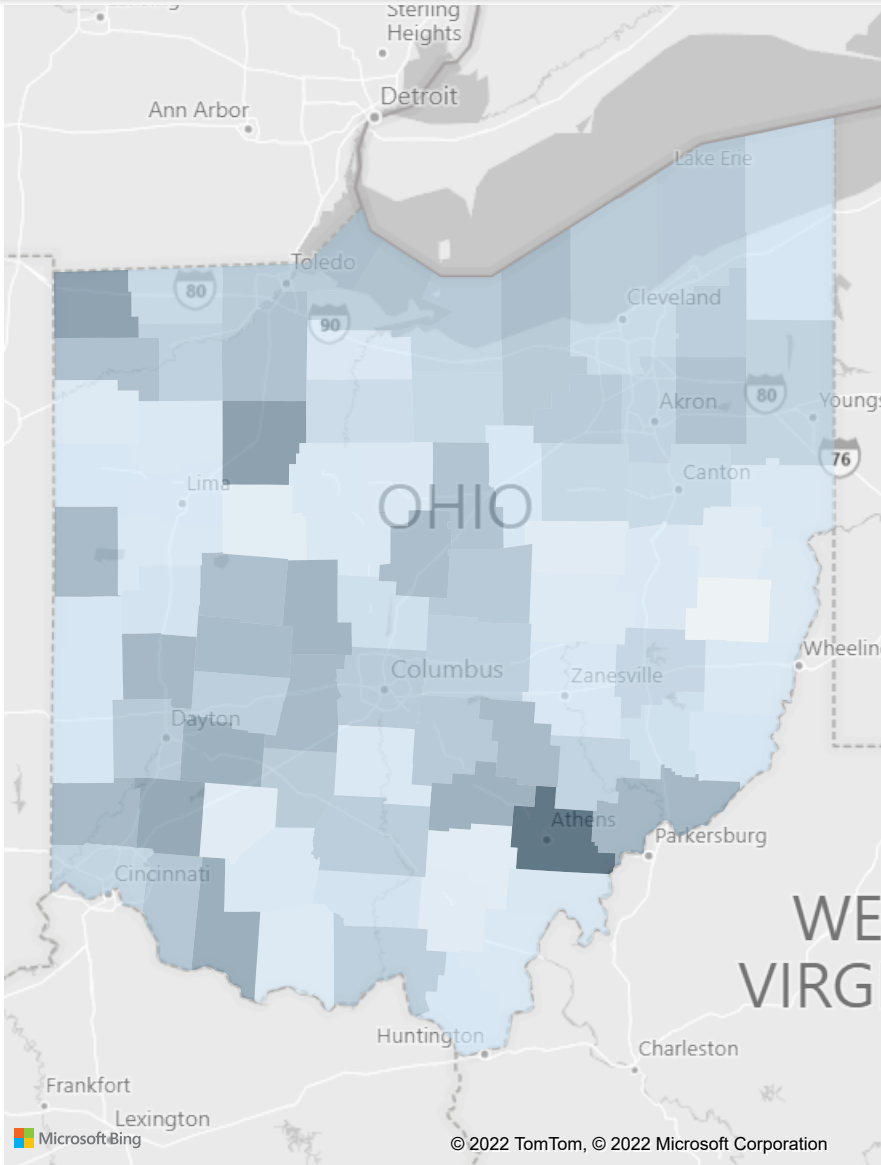 Sterling
Heights
Detroit
Ann Arbor
Lake Erie
Toledo
80
Cleveland
90
80
Akron
Youngs
76
Canton
Lima
OHIO
Wheelin
Columbus
Zanesville
Dayton
Athens
Parkersburg
Cincinnati
WE
VIRG
Huntington
Charleston
Frankfort
Lexington
Microsoft Bing
© 2022 TomTom, © 2022 Microsoft Corporation